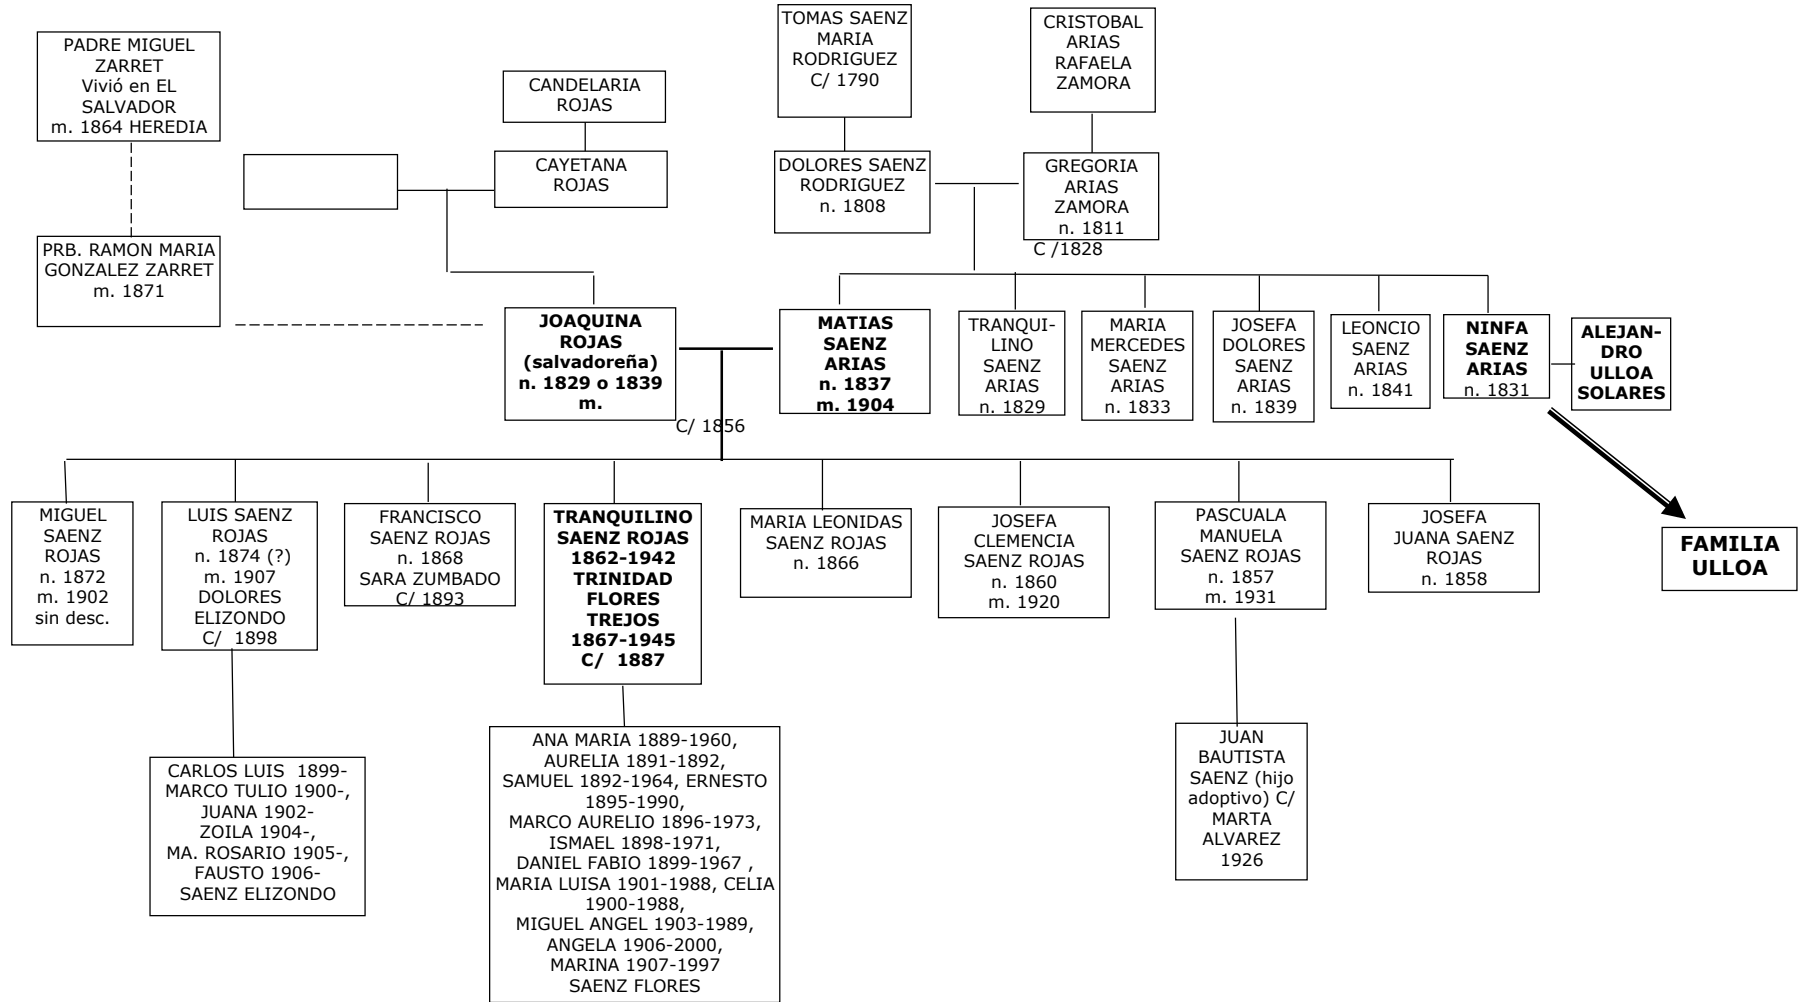 PADRE MIGUEL
ZARRET
Vivió en EL
SALVADOR
m. 1864 HEREDIA
CANDELARIA
ROJAS
TOMAS SAENZ
MARIA
RODRIGUEZ
C/ 1790
CRISTOBAL
ARIAS
RAFAELA
ZAMORA
CAYETANA
ROJAS
DOLORES SAENZ
RODRIGUEZ
n. 1808
GREGORIA
ARIAS
ZAMORA
n. 1811
C /1828
PRB. RAMON MARIA
GONZALEZ ZARRET
m. 1871
JOAQUINA
ROJAS
(salvadoreña)
n. 1829 o 1839
m.
MATIAS
SAENZ
ARIAS
n. 1837
m. 1904
C/ 1856
TRANQUI-
LINO
SAENZ
ARIAS
n. 1829
MARIA
MERCEDES
SAENZ
ARIAS
n. 1833
JOSEFA
DOLORES
SAENZ
ARIAS
n. 1839
LEONCIO
SAENZ
ARIAS
n. 1841
NINFA
SAENZ
ARIAS
n. 1831
ALEJAN-
DRO
ULLOA
SOLARES
MIGUEL
SAENZ
ROJAS
n. 1872
m. 1902
sin desc.
LUIS SAENZ
ROJAS
n. 1874 (?)
m. 1907
DOLORES
ELIZONDO
C/ 1898
FRANCISCO
SAENZ ROJAS
n. 1868
SARA ZUMBADO
C/ 1893
TRANQUILINO
SAENZ ROJAS
1862-1942
TRINIDAD
FLORES
TREJOS
1867-1945
C/ 1887
MARIA LEONIDAS
SAENZ ROJAS
n. 1866
JOSEFA
CLEMENCIA
SAENZ ROJAS
n. 1860
m. 1920
PASCUALA
MANUELA
SAENZ ROJAS
n. 1857
m. 1931
JOSEFA
JUANA SAENZ
ROJAS
n. 1858
FAMILIA
ULLOA
CARLOS LUIS 1899-
MARCO TULIO 1900-,
JUANA 1902-
ZOILA 1904-,
MA. ROSARIO 1905-,
FAUSTO 1906-
SAENZ ELIZONDO
ANA MARIA 1889-1960,
AURELIA 1891-1892,
SAMUEL 1892-1964, ERNESTO
1895-1990,
MARCO AURELIO 1896-1973,
ISMAEL 1898-1971,
DANIEL FABIO 1899-1967 ,
MARIA LUISA 1901-1988, CELIA
1900-1988,
MIGUEL ANGEL 1903-1989,
ANGELA 1906-2000,
MARINA 1907-1997
SAENZ FLORES
JUAN
BAUTISTA
SAENZ (hijo
adoptivo) C/
MARTA
ALVAREZ
1926